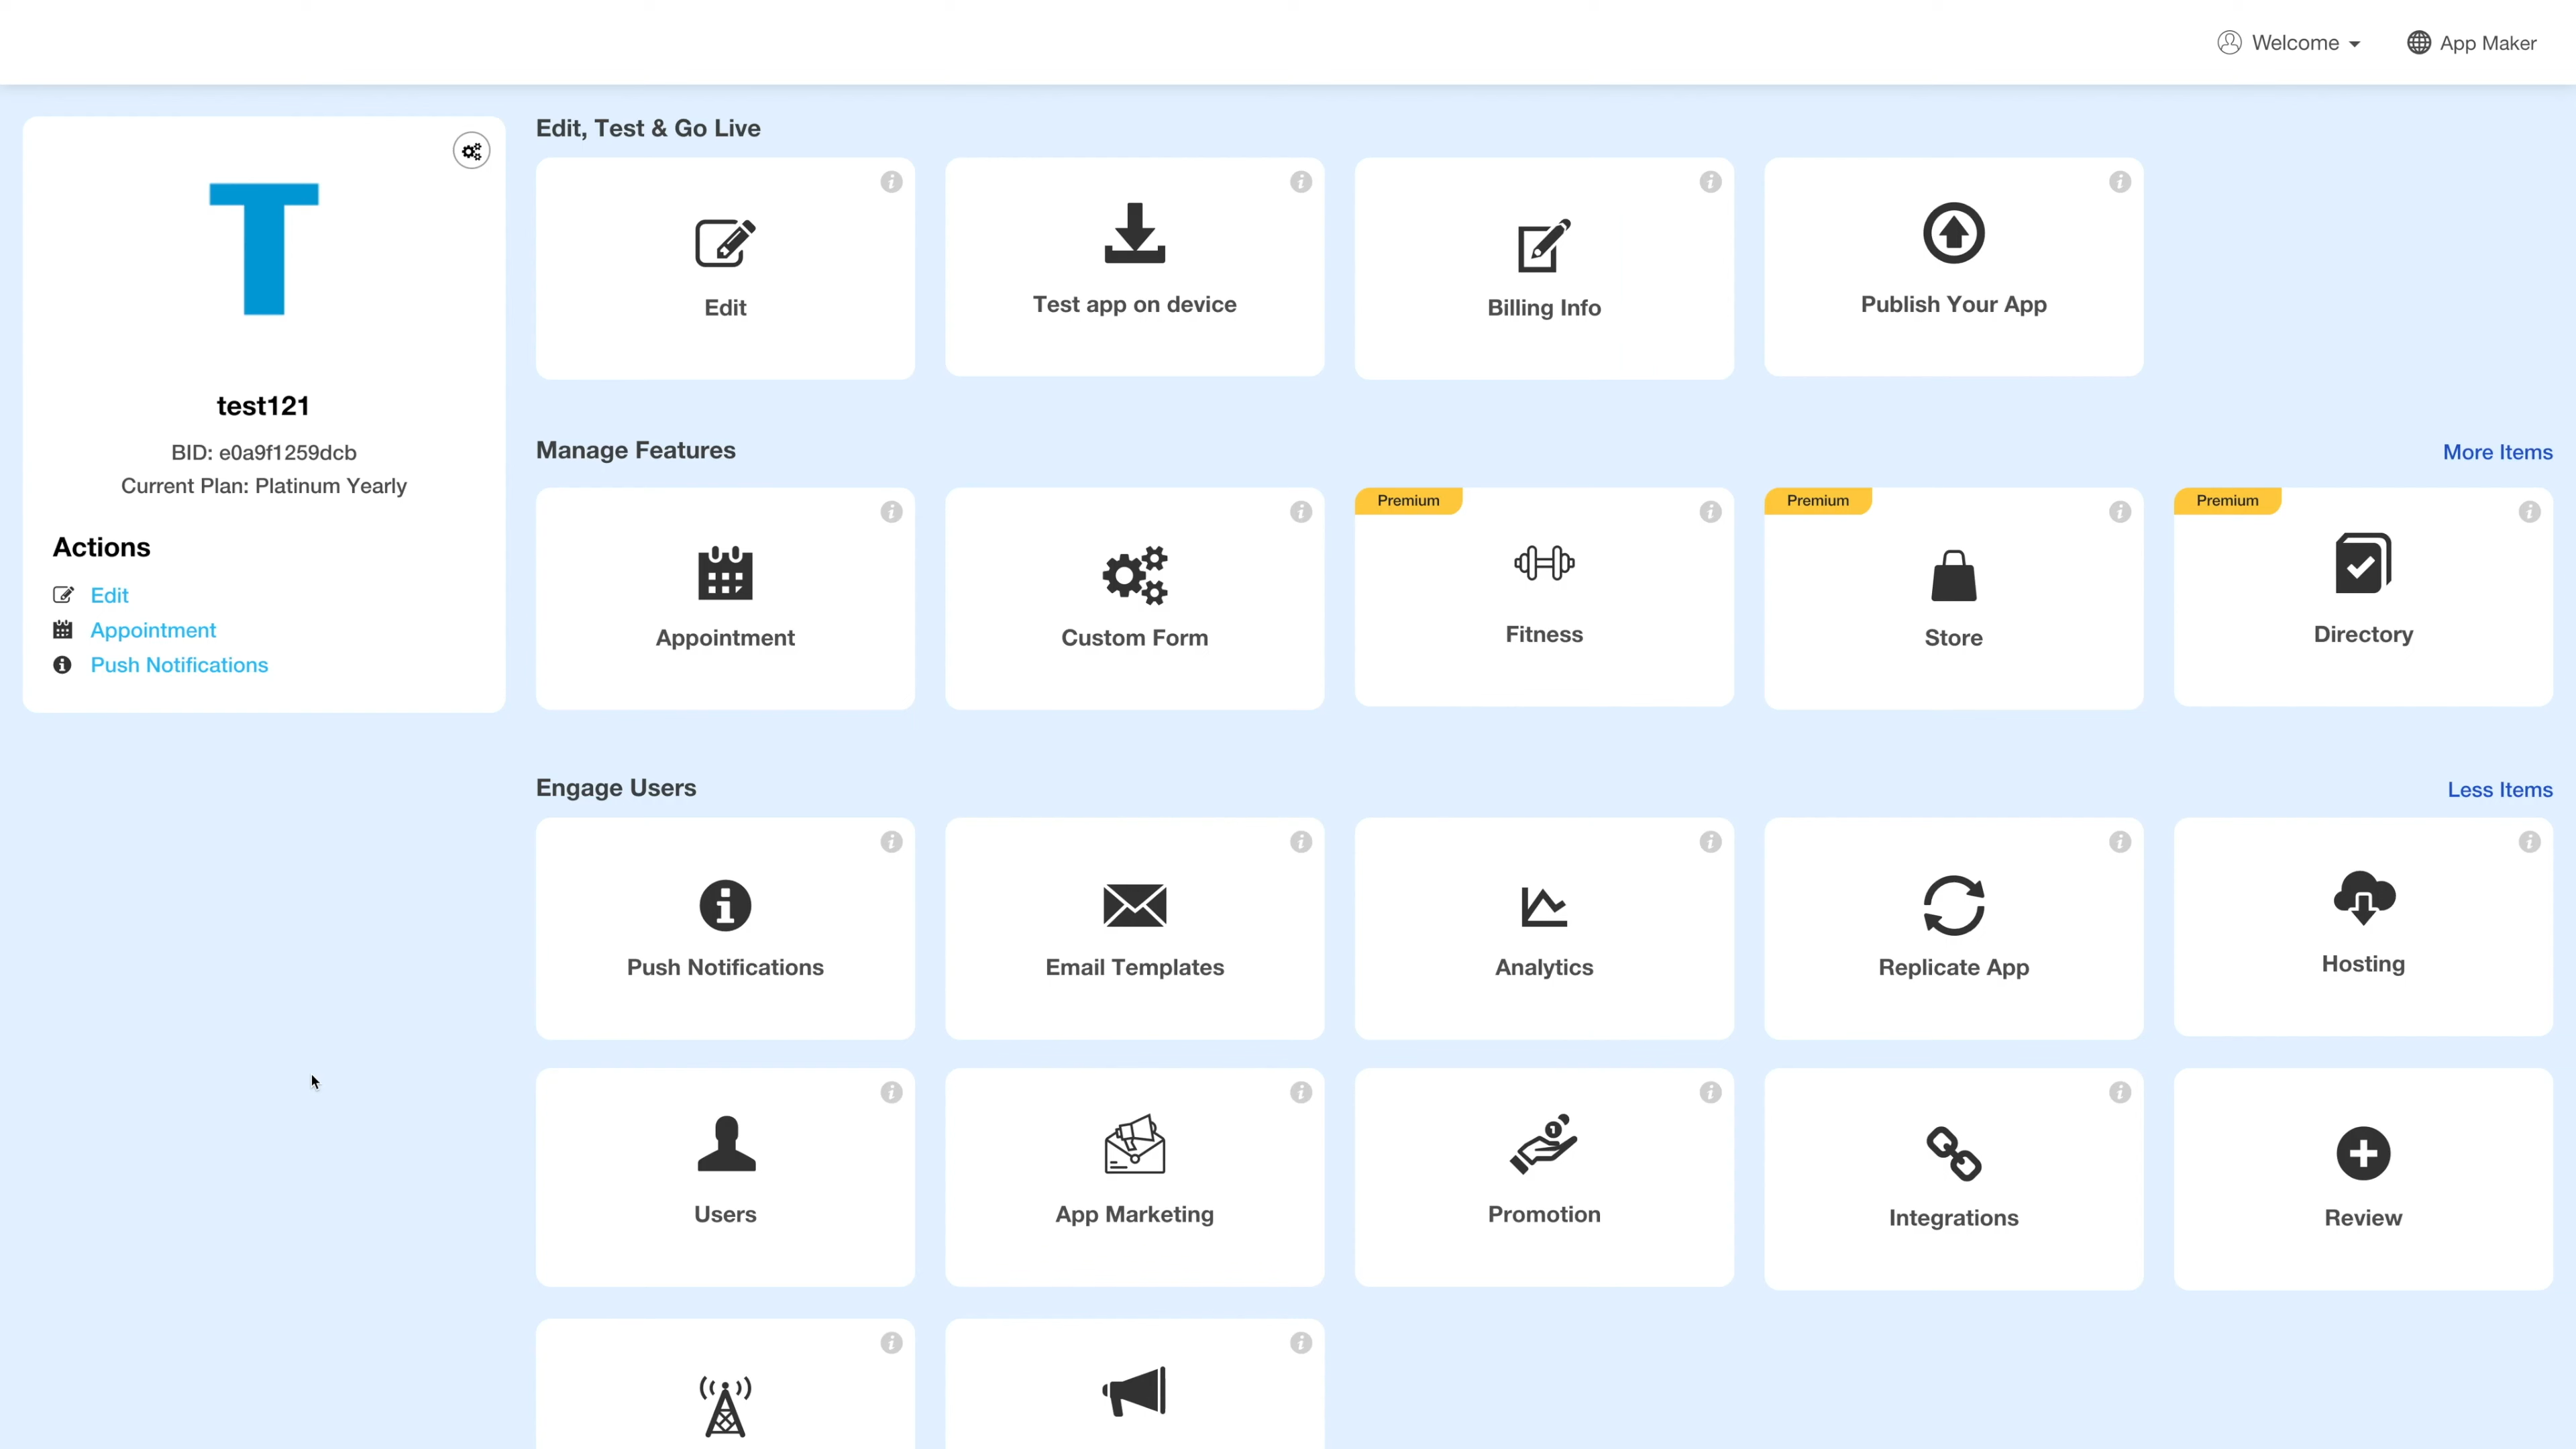 Welcome
App Maker
T
test121
BID: e0a9f1259dcb
Current Plan: Platinum Yearly
Actions
Edit
Appointment
Push Notifications
Edit, Test & Go Live
Edit
Test app on device
Billing Info
Publish Your App
Manage Features
More Items
Appointment
Custom Form
Premium
Fitness
Premium
Store
Premium
Directory
Engage Users
Less Items
Push Notifications
Email Templates
Analytics
Replicate App
Hosting
Users
App Marketing
Promotion
Integrations
Review